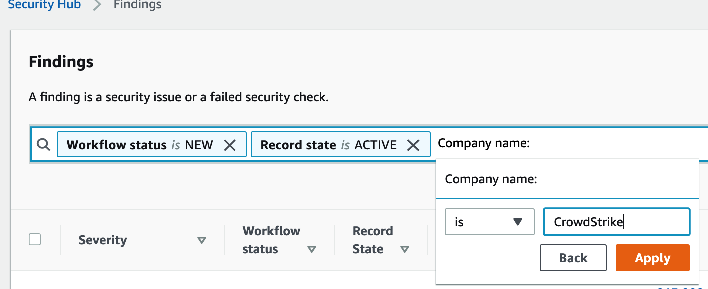 Security Hub > Findings
Findings
A finding is a security issue or a failed security check.
Workflow status is NEW Record state is ACTIVE Company name:
Company name:
is CrowdStrike
Back Apply
Severity Workflow status Record State